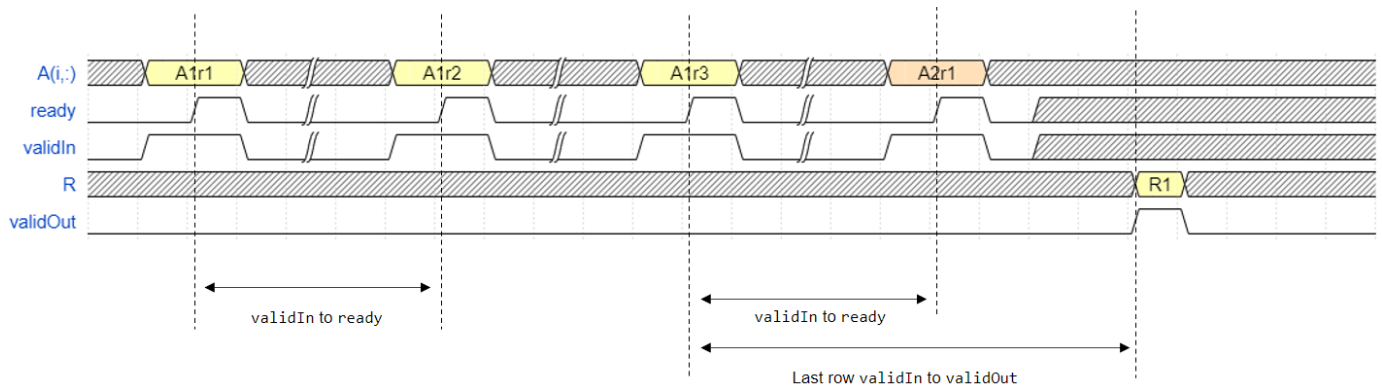 A(i,:) A1r1 A1r2 A1r3 A2r1
ready
validIn
R R1
validOut
validIn to ready validIn to ready
Last row validIn to validOut